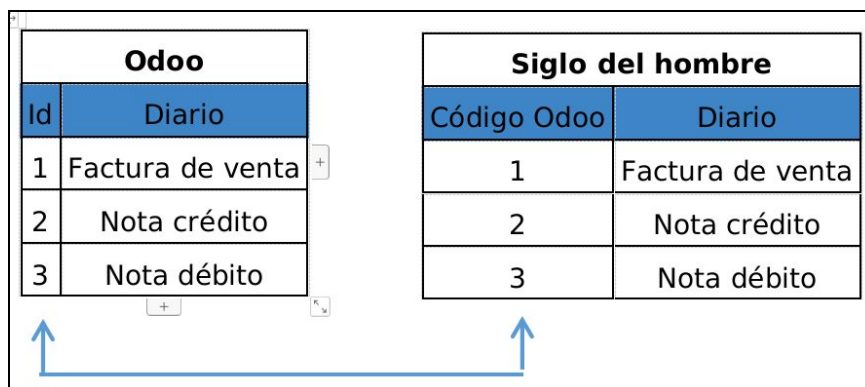 Odoo
Id Diario
1 Factura de venta
2 Nota crédito
3 Nota débito
Siglo del hombre
Código Odoo Diario
1 Factura de venta
2 Nota crédito
3 Nota débito